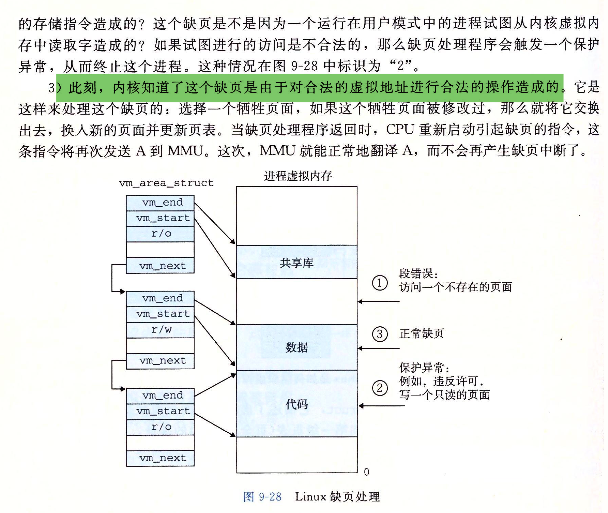 的存储指令造成的？这个缺页是不是因为一个运行在用户模式中的进程试图从内核虚拟内
存中读取字造成的？如果试图进行的访问是不合法的，那么缺页处理程序会触发一个保护
异常，从而终止这个进程。这种情况在图 9-28 中标识为“2”。
3）此刻，内核知道了这个缺页是由于对合法的虚拟地址进行合法的操作造成的。它是
这样来处理这个缺页的：选择一个牺牲页面，如果这个牺牲页面被修改过，那么就将它交换
出去，换入新的页面并更新页表。当缺页处理程序返回时，CPU 重新启动引起缺页的指令，这
条指令将再次发送 A 到 MMU。这次，MMU 就能正常地翻译 A，而不会再产生缺页中断了。
vm_area_struct
进程虚拟内存
vm_end
vm_start
r/o
vm_next
共享库
①
段错误：
访问一个不存在的页面
vm_end
vm_start
r/w
vm_next
数据
③ 正常缺页
vm_end
vm_start
r/o
vm_next
代码
②
保护异常：
例如，违反许可，
写一个只读的页面
0
图 9-28 Linux 缺页处理